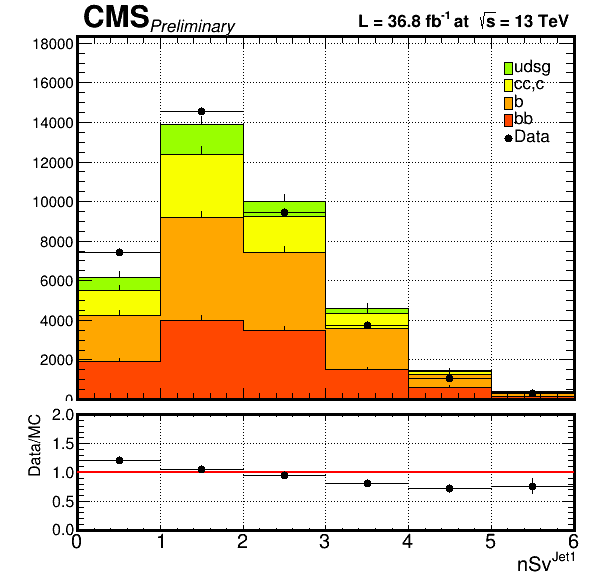 CMS Preliminary L = 36.8 fb⁻¹ at √s = 13 TeV
18000
16000
14000
12000
10000
8000
6000
4000
2000
0
udsg
cc,c
b
bb
Data
Data/MC
2.0
1.5
1.0
0.5
0.0
0 1 2 3 4 5 6
nSv^Jet1